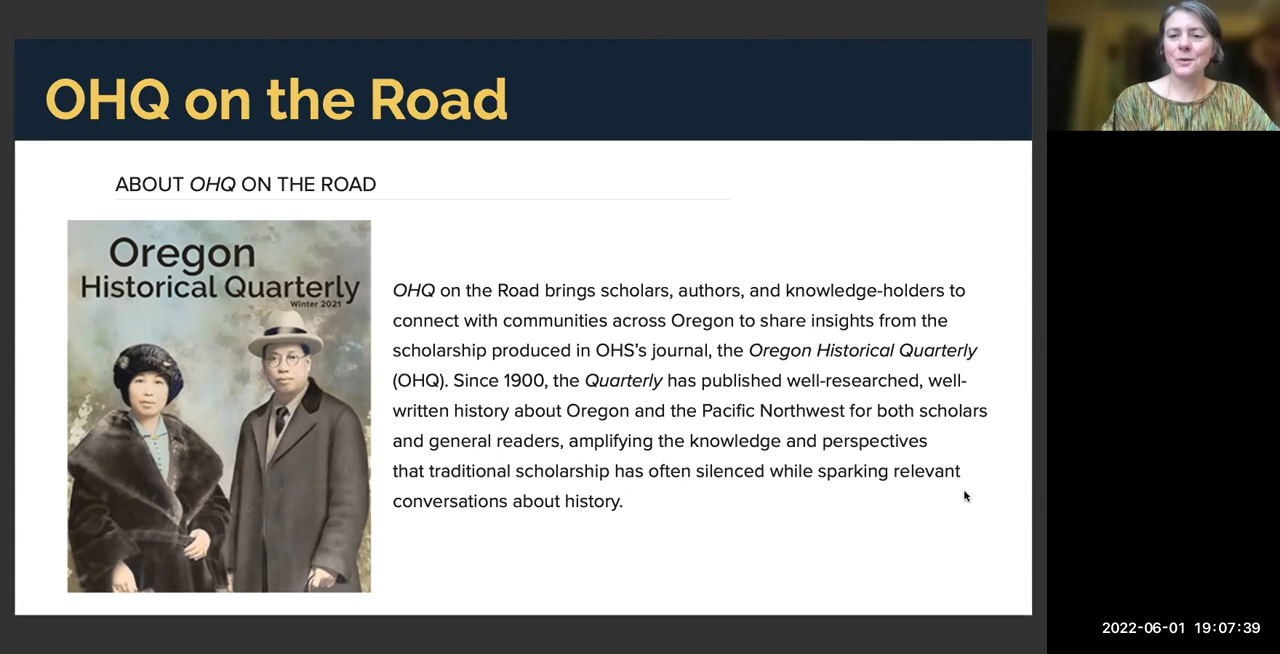 OHQ on the Road
ABOUT OHQ ON THE ROAD
Oregon
Historical Quarterly
Winter 2021
OHQ on the Road brings scholars, authors, and knowledge-holders to
connect with communities across Oregon to share insights from the
scholarship produced in OHS’s journal, the Oregon Historical Quarterly
(OHQ). Since 1900, the Quarterly has published well-researched, well-
written history about Oregon and the Pacific Northwest for both scholars
and general readers, amplifying the knowledge and perspectives
that traditional scholarship has often silenced while sparking relevant
conversations about history.
2022-06-01 19:07:39